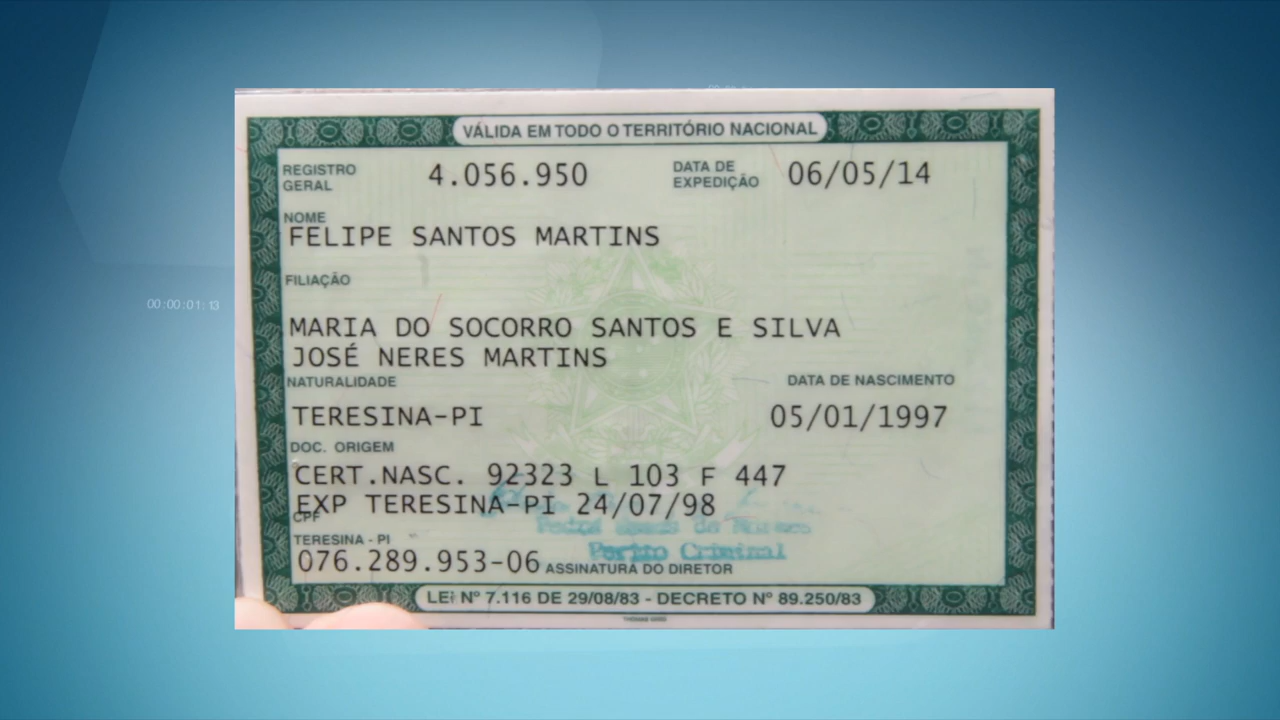 VÁLIDA EM TODO O TERRITÓRIO NACIONAL
REGISTRO GERAL 4.056.950 DATA DE EXPEDIÇÃO 06/05/14
NOME
FELIPE SANTOS MARTINS
FILIAÇÃO
MARIA DO SOCORRO SANTOS E SILVA
JOSÉ NERES MARTINS
NATURALIDADE DATA DE NASCIMENTO
TERESINA-PI 05/01/1997
DOC. ORIGEM
CERT.NASC. 92323 L 103 F 447
EXP TERESINA-PI 24/07/98
CPF
TERESINA - PI
Perito Criminal
076.289.953-06 ASSINATURA DO DIRETOR
LEI Nº 7.116 DE 29/08/83 - DECRETO Nº 89.250/83
00:00:01:13